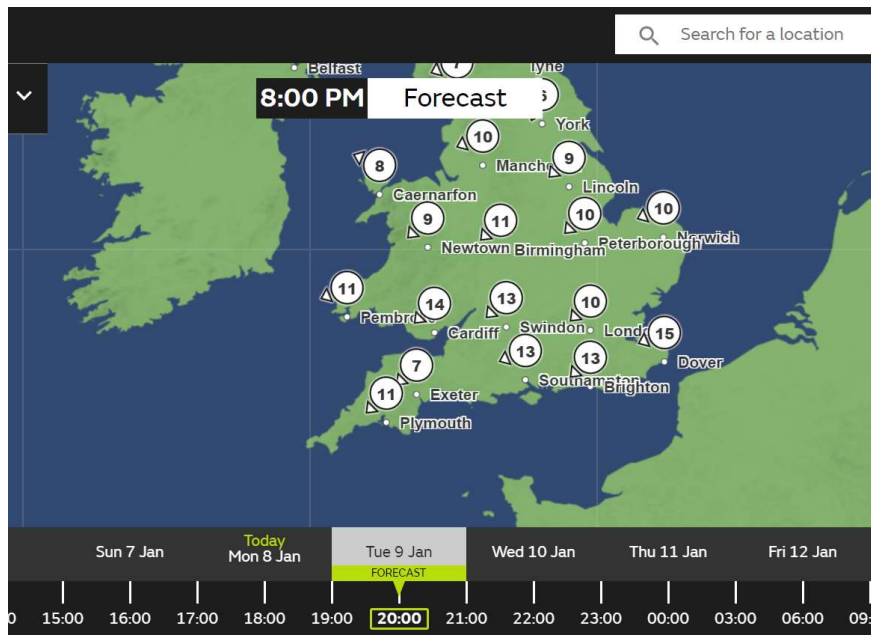 Search for a location
Belfast
7
Tyne
8:00 PM
Forecast
6
York
10
Manche
9
Lincoln
8
Caernarfon
9
Newtown
11
Birmingham
10
Peterborough
10
Norwich
11
Pembroke
14
Cardiff
13
Swindon
10
London
15
Dover
13
Southampton
13
Brighton
7
Exeter
11
Plymouth
Sun 7 Jan
Today
Mon 8 Jan
Tue 9 Jan
FORECAST
Wed 10 Jan
Thu 11 Jan
Fri 12 Jan
0 15:00 16:00 17:00 18:00 19:00 20:00 21:00 22:00 23:00 00:00 03:00 06:00 09: